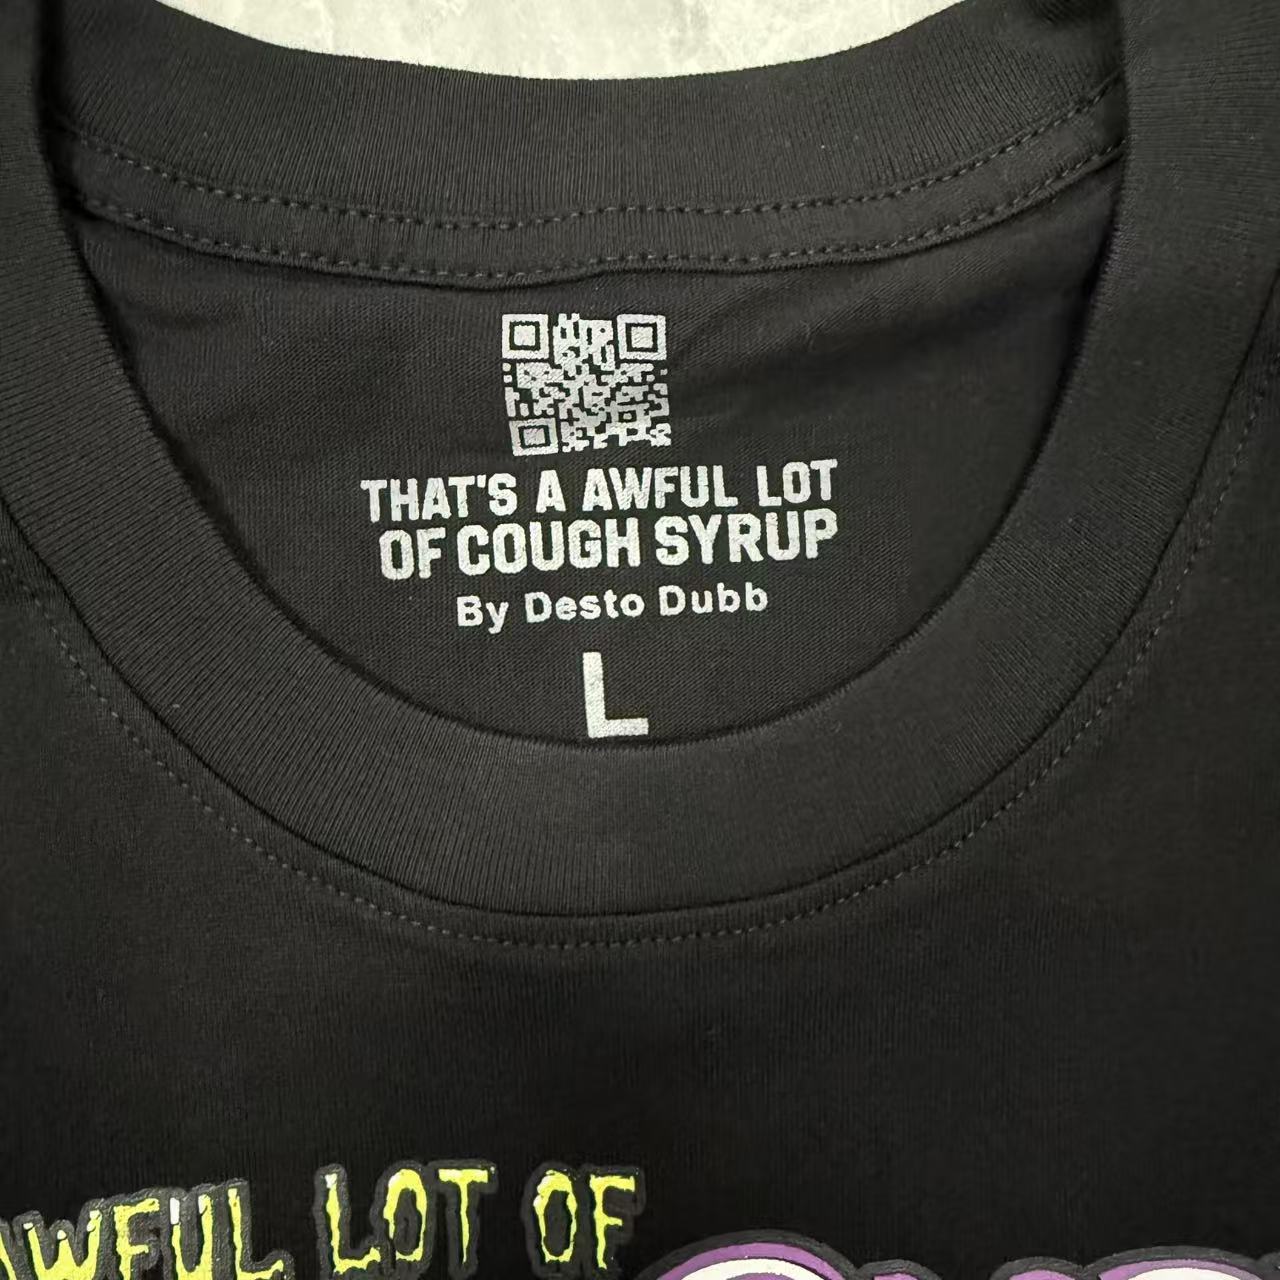 THAT'S A AWFUL LOT
OF COUGH SYRUP
By Desto Dubb
L
AWFUL LOT OF